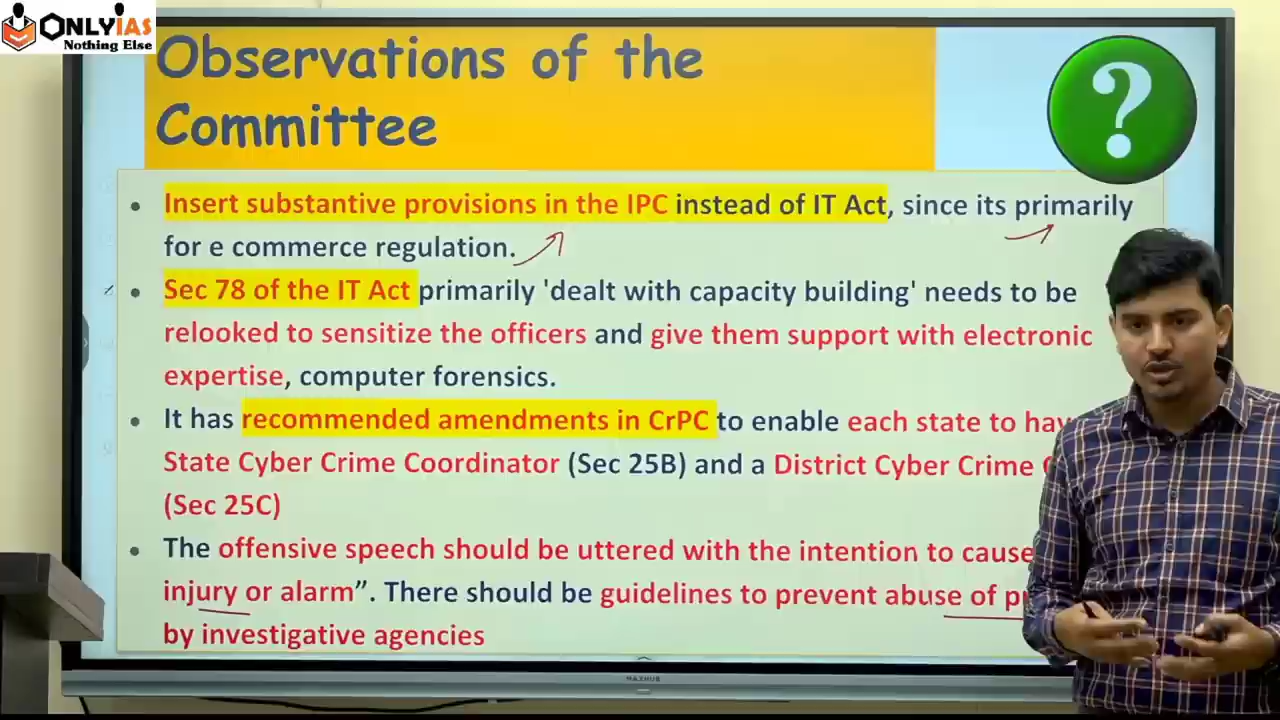 ONLYIAS
Nothing Else
Observations of the
Committee
?
• Insert substantive provisions in the IPC instead of IT Act, since its primarily
for e commerce regulation.
• Sec 78 of the IT Act primarily 'dealt with capacity building' needs to be
relooked to sensitize the officers and give them support with electronic
expertise, computer forensics.
• It has recommended amendments in CrPC to enable each state to
State Cyber Crime Coordinator (Sec 25B) and a District Cyber Crime
(Sec 25C)
• The offensive speech should be uttered with the intention to cause
injury or alarm”. There should be guidelines to prevent abuse of
by investigative agencies
MAXHUB